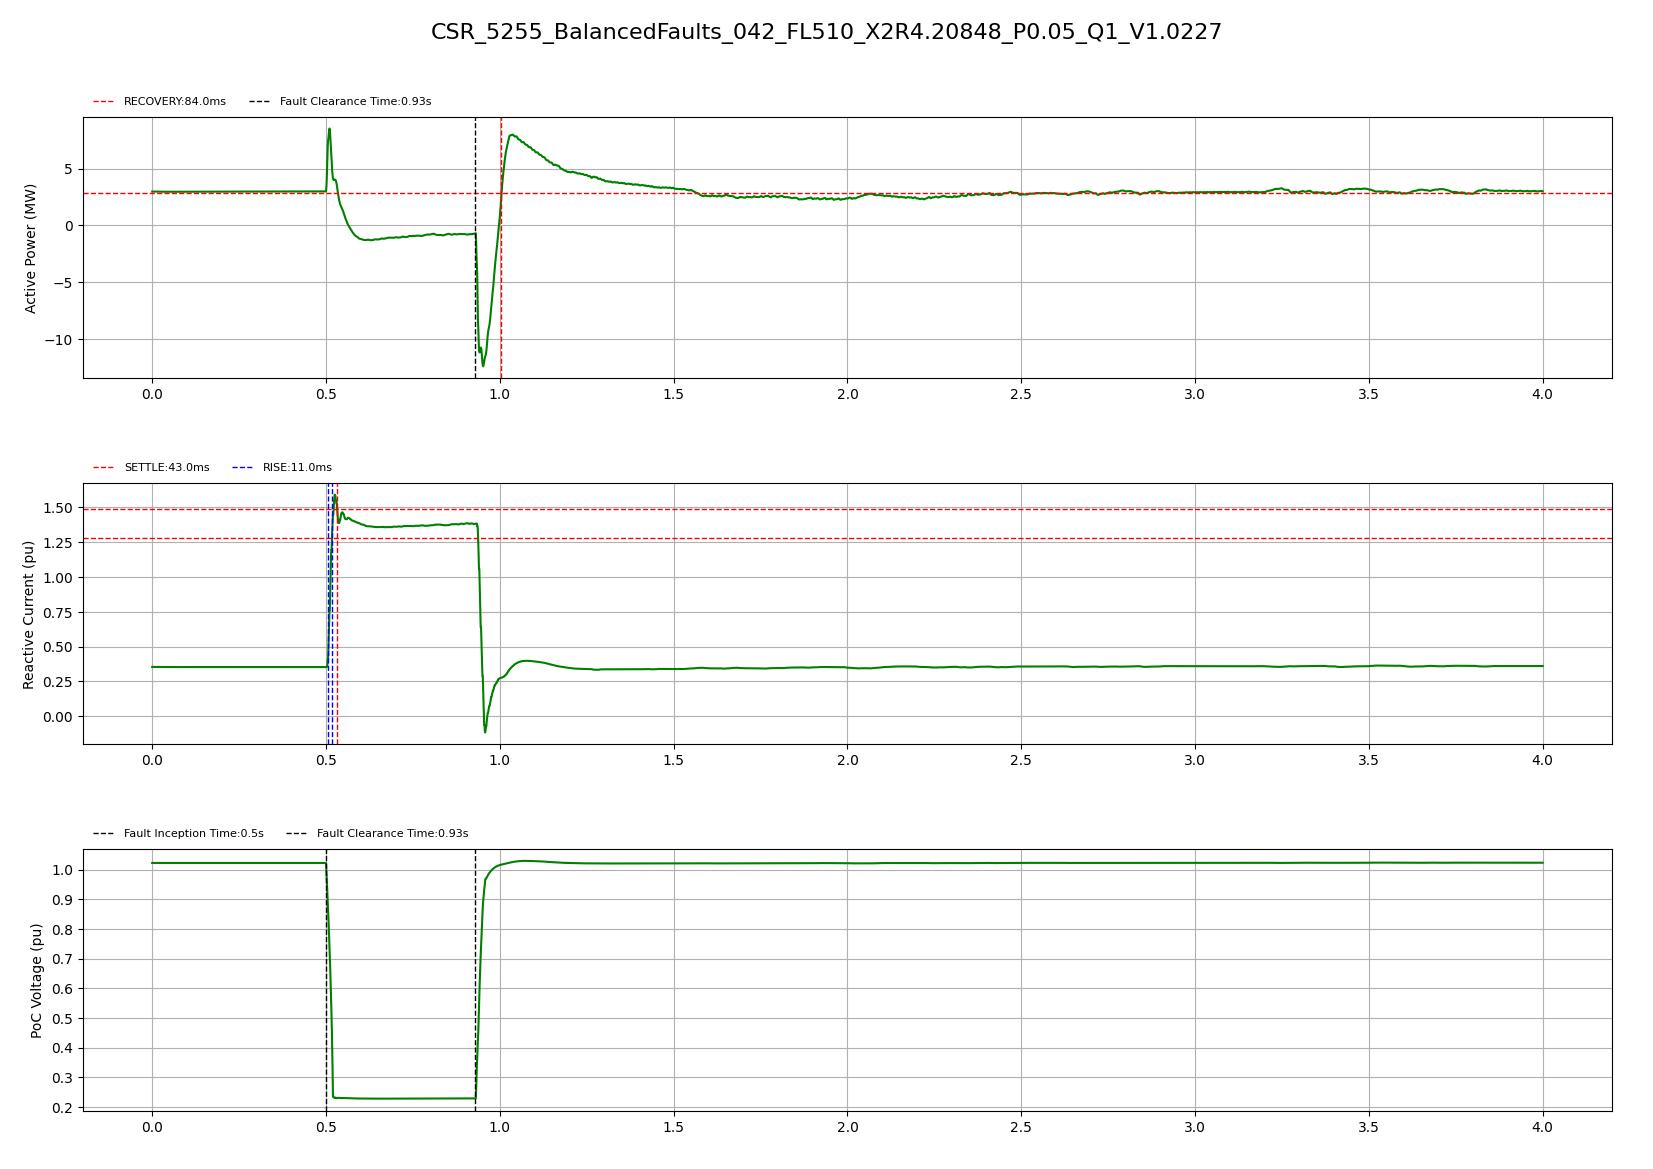 CSR_5255_BalancedFaults_042_FL510_X2R4.20848_P0.05_Q1_V1.0227
RECOVERY:84.0ms Fault Clearance Time:0.93s
Active Power (MW)
5
0
−5
−10
0.0 0.5 1.0 1.5 2.0 2.5 3.0 3.5 4.0
SETTLE:43.0ms RISE:11.0ms
Reactive Current (pu)
1.50
1.25
1.00
0.75
0.50
0.25
0.00
0.0 0.5 1.0 1.5 2.0 2.5 3.0 3.5 4.0
Fault Inception Time:0.5s Fault Clearance Time:0.93s
PoC Voltage (pu)
1.0
0.9
0.8
0.7
0.6
0.5
0.4
0.3
0.2
0.0 0.5 1.0 1.5 2.0 2.5 3.0 3.5 4.0